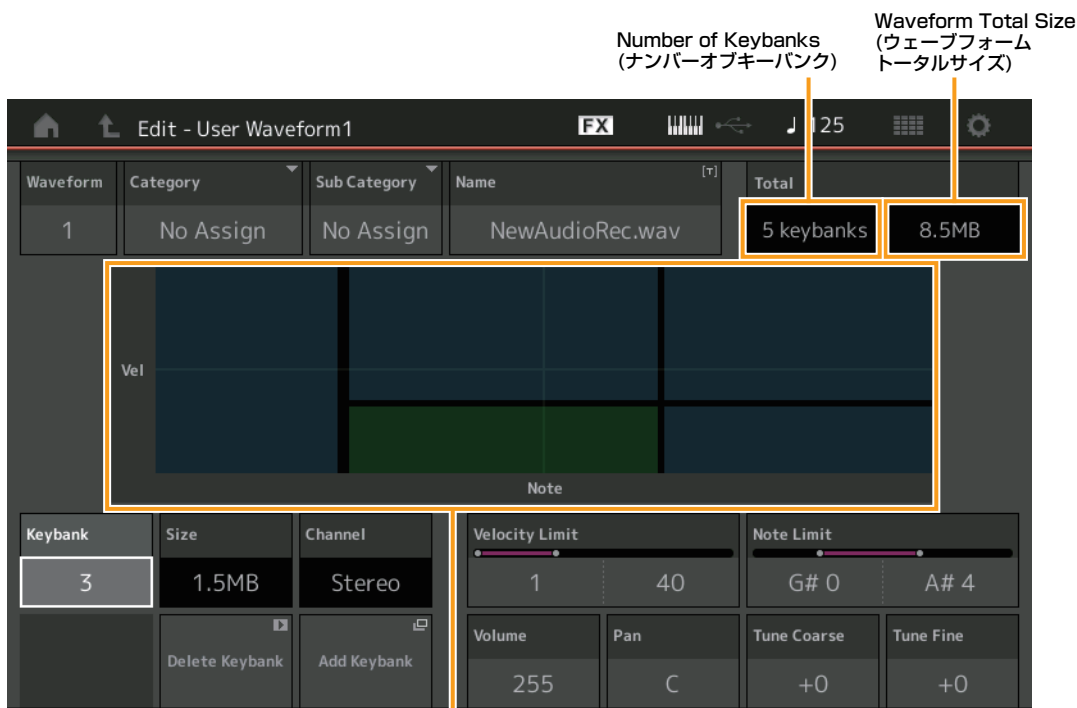 Number of Keybanks
(ナンバーオブキーバンク)
Waveform Total Size
(ウェーブフォーム
トータルサイズ)
Edit - User Waveform1
FX
♩ 125
Waveform
Category
Sub Category
Name
[T]
Total
1
No Assign
No Assign
NewAudioRec.wav
5 keybanks
8.5MB
Vel
Note
Keybank
Size
Channel
Velocity Limit
Note Limit
3
1.5MB
Stereo
1
40
G# 0
A# 4
Delete Keybank
Add Keybank
Volume
Pan
Tune Coarse
Tune Fine
255
C
+0
+0